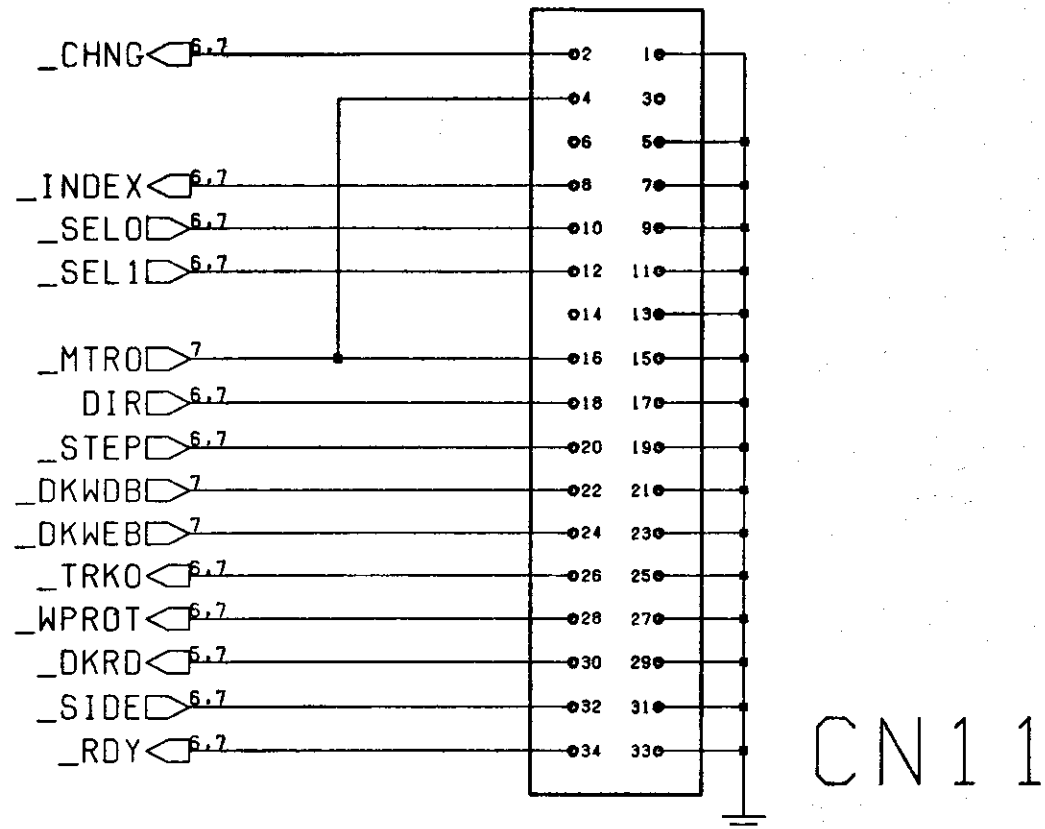 _CHNG 6,7 2 1
4 3
6 5
_INDEX 6,7 8 7
_SEL0 6,7 10 9
_SEL1 6,7 12 11
14 13
_MTR0 7 16 15
DIR 6,7 18 17
_STEP 6,7 20 19
_DKWDB 7 22 21
_DKWEB 7 24 23
_TRK0 6,7 26 25
_WPROT 6,7 28 27
_DKRD 6,7 30 29
_SIDE 6,7 32 31
_RDY 6,7 34 33
CN11